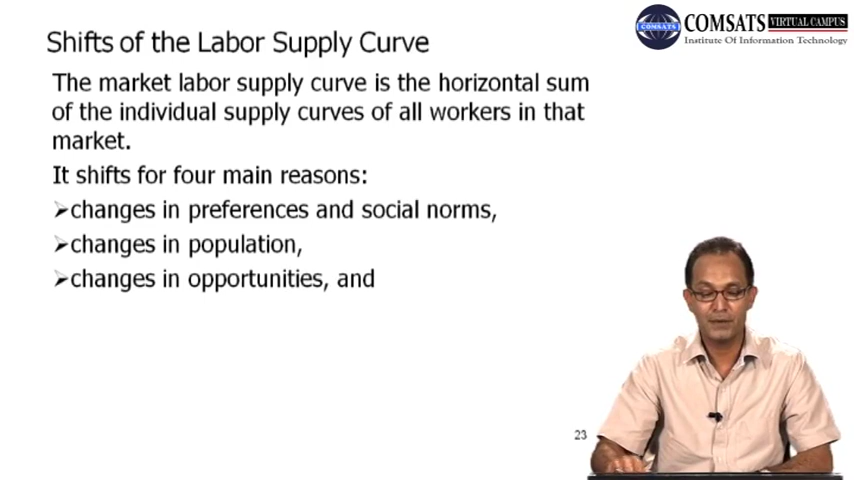 COMSATS VIRTUAL CAMPUS
Institute Of Information Technology
COMSATS
Shifts of the Labor Supply Curve
The market labor supply curve is the horizontal sum
of the individual supply curves of all workers in that
market.
It shifts for four main reasons:
➢changes in preferences and social norms,
➢changes in population,
➢changes in opportunities, and
23